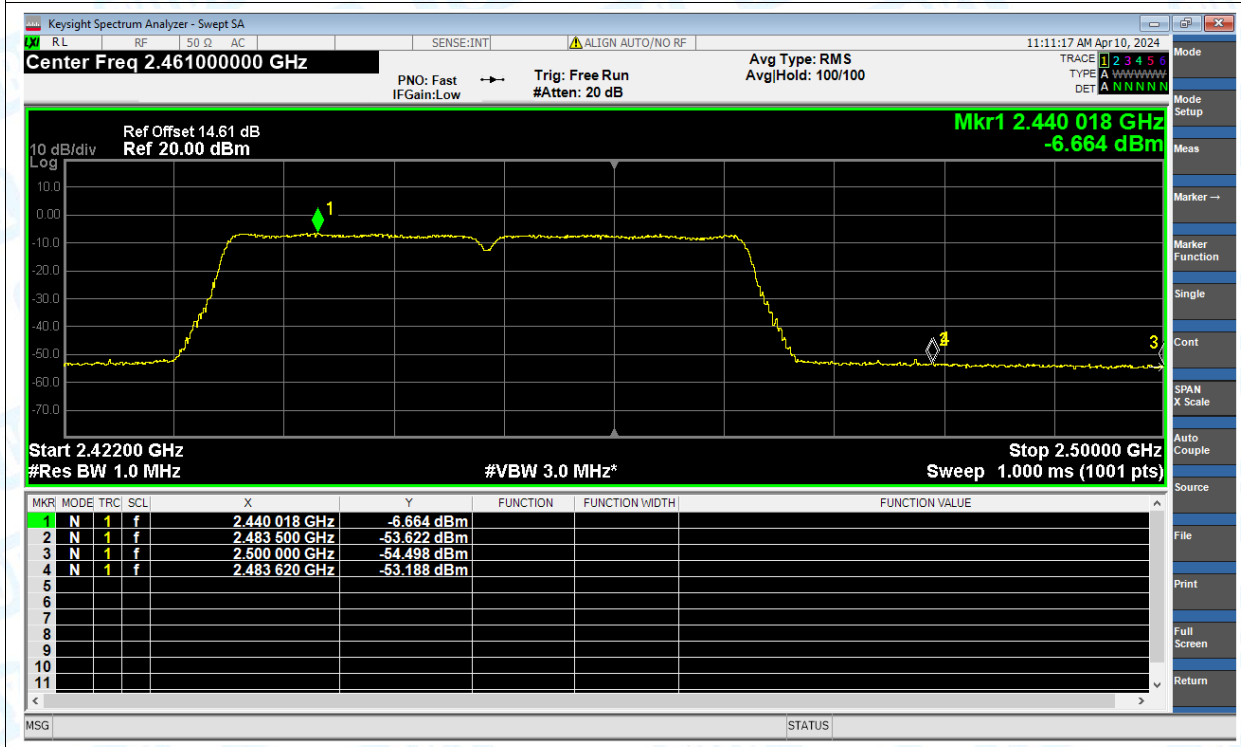 Keysight Spectrum Analyzer - Swept SA
LXI RL RF 50 Ω AC SENSE:INT ALIGN AUTO/NO RF 11:11:17 AM Apr 10, 2024
Center Freq 2.461000000 GHz
PNO: Fast
IFGain:Low
Trig: Free Run
#Atten: 20 dB
Avg Type: RMS
Avg|Hold: 100/100
TRACE 1 2 3 4 5 6
TYPE A WWWWW
DET A N N N N N
Mkr1 2.440 018 GHz
-6.664 dBm
Ref Offset 14.61 dB
10 dB/div Ref 20.00 dBm
Log
10.0
0.00
-10.0
-20.0
-30.0
-40.0
-50.0
-60.0
-70.0
1
2
4
3
Start 2.42200 GHz Stop 2.50000 GHz
#Res BW 1.0 MHz #VBW 3.0 MHz* Sweep 1.000 ms (1001 pts)
MKR MODE TRC SCL X Y FUNCTION FUNCTION WIDTH FUNCTION VALUE
1 N 1 f 2.440 018 GHz -6.664 dBm
2 N 1 f 2.483 500 GHz -53.622 dBm
3 N 1 f 2.500 000 GHz -54.498 dBm
4 N 1 f 2.483 620 GHz -53.188 dBm
5
6
7
8
9
10
11
MSG STATUS
Mode
Mode
Setup
Meas
Marker →
Marker
Function
Single
Cont
SPAN
X Scale
Auto
Couple
Source
File
Print
Full
Screen
Return